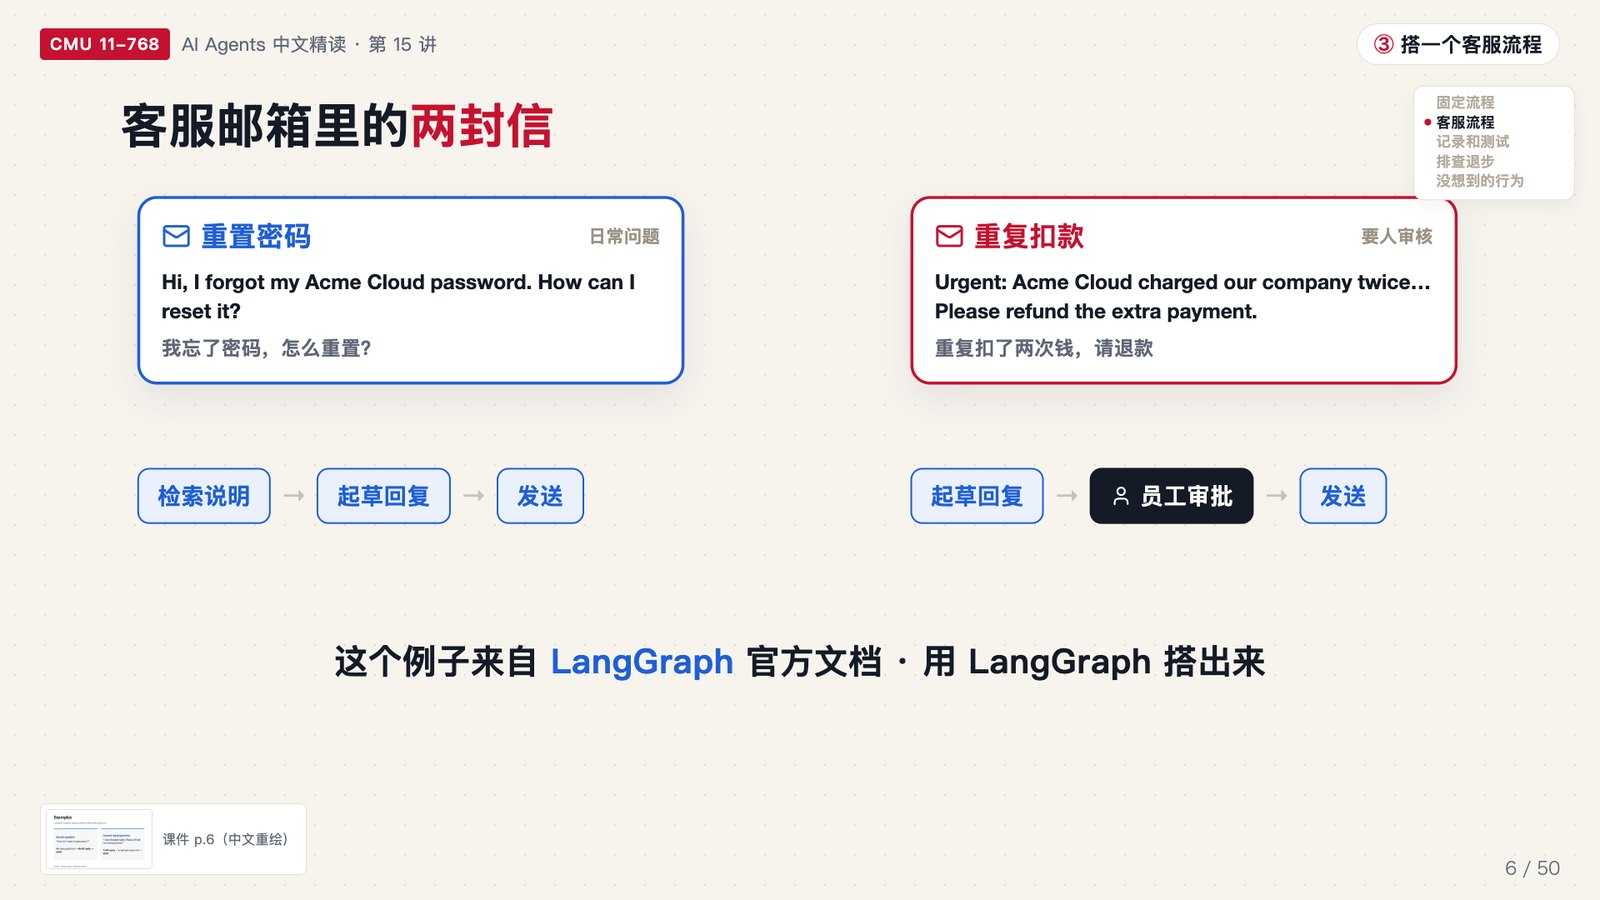 CMU 11-768 AI Agents 中文精读 · 第 15 讲
③ 搭一个客服流程
固定流程
客服流程
记录和测试
排查退步
没想到的行为
客服邮箱里的两封信
重置密码 日常问题
Hi, I forgot my Acme Cloud password. How can I
reset it?
我忘了密码，怎么重置？
重复扣款 要人审核
Urgent: Acme Cloud charged our company twice...
Please refund the extra payment.
重复扣了两次钱，请退款
检索说明 → 起草回复 → 发送
起草回复 → 员工审批 → 发送
这个例子来自 LangGraph 官方文档 · 用 LangGraph 搭出来
Examples
课件 p.6（中文重绘）
6 / 50